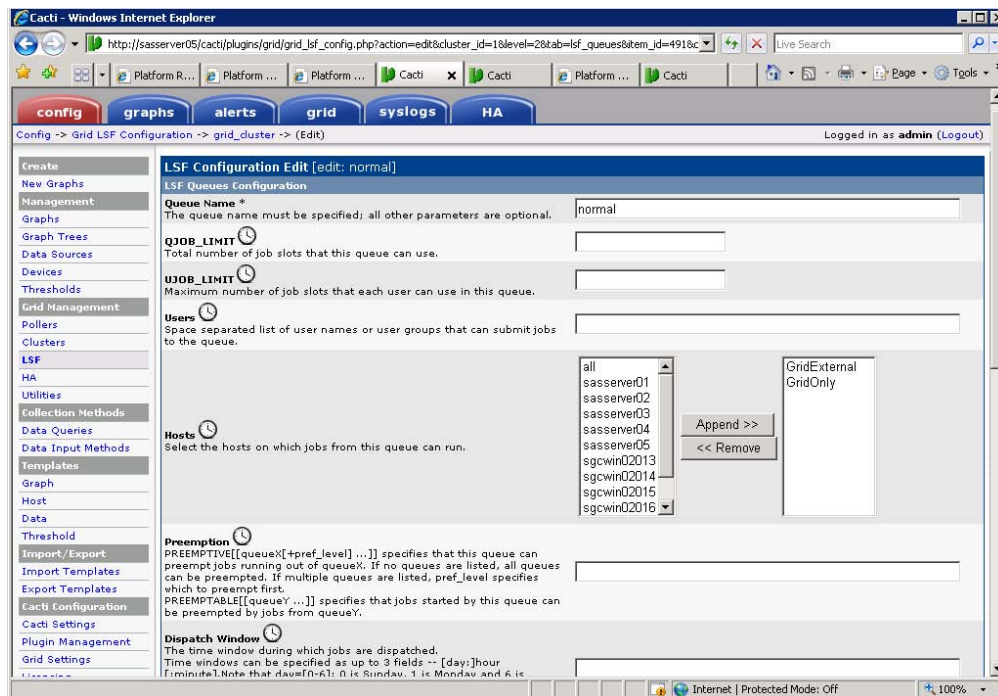 Cacti - Windows Internet Explorer
http://sasserver05/cacti/plugins/grid/grid_lsf_config.php?action=edit&cluster_id=1&level=2&tab=lsf_queues&item_id=491&c
Live Search
Platform R...
Platform ...
Platform ...
Cacti
Cacti
Platform ...
Cacti
Page
Tools
config
graphs
alerts
grid
syslogs
HA
Config -> Grid LSF Configuration -> grid_cluster -> (Edit)
Logged in as admin (Logout)
Create
New Graphs
Management
Graphs
Graph Trees
Data Sources
Devices
Thresholds
Grid Management
Pollers
Clusters
LSF
HA
Utilities
Collection Methods
Data Queries
Data Input Methods
Templates
Graph
Host
Data
Threshold
Import/Export
Import Templates
Export Templates
Cacti Configuration
Cacti Settings
Plugin Management
Grid Settings
LSF Configuration Edit [edit: normal]
LSF Queues Configuration
Queue Name *
The queue name must be specified; all other parameters are optional.
normal
QJOB_LIMIT
Total number of job slots that this queue can use.
UJOB_LIMIT
Maximum number of job slots that each user can use in this queue.
Users
Space separated list of user names or user groups that can submit jobs
to the queue.
Hosts
Select the hosts on which jobs from this queue can run.
all
sasserver01
sasserver02
sasserver03
sasserver04
sasserver05
sgcwin02013
sgcwin02014
sgcwin02015
sgcwin02016
Append >>
<< Remove
GridExternal
GridOnly
Preemption
PREEMPTIVE[[queueX[+pref_level] ...]] specifies that this queue can
preempt jobs running out of queueX. If no queues are listed, all queues
can be preempted. If multiple queues are listed, pref_level specifies
which to preempt first.
PREEMPTABLE[[queueY ...]] specifies that jobs started by this queue can
be preempted by jobs from queueY.
Dispatch Window
The time window during which jobs are dispatched.
Time windows can be specified as up to 3 fields -- [day:]hour
[:minute].Note that day=[0-6]: 0 is Sunday, 1 is Monday and 6 is
Internet | Protected Mode: Off
100%